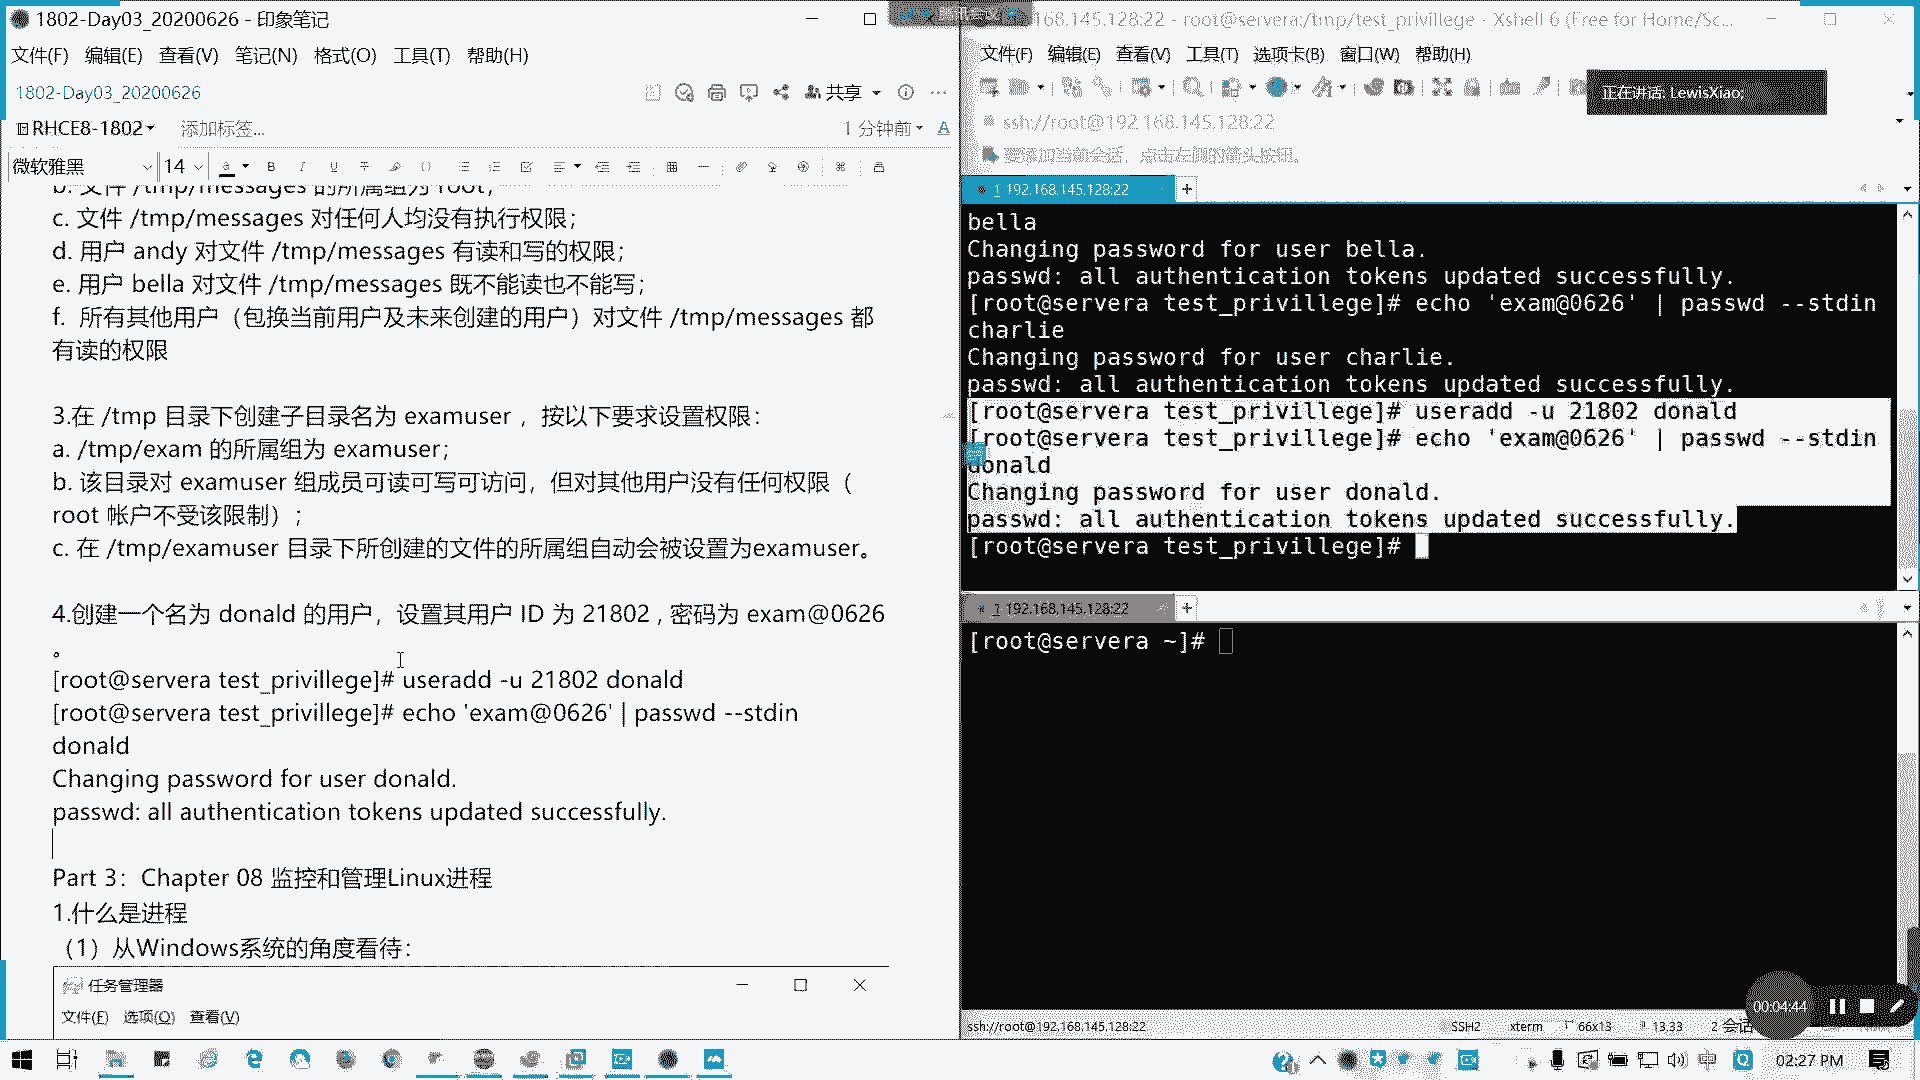 1802-Day03_20200626 - 印象笔记
文件(F) 编辑(E) 查看(V) 笔记(N) 格式(O) 工具(T) 帮助(H)
1802-Day03_20200626
共享
RHCE8-1802 添加标签...
1 分钟前
微软雅黑 14
b. 文件 /tmp/messages 的所属组为 root;
c. 文件 /tmp/messages 对任何人均没有执行权限；
d. 用户 andy 对文件 /tmp/messages 有读和写的权限；
e. 用户 bella 对文件 /tmp/messages 既不能读也不能写；
f. 所有其他用户（包换当前用户及未来创建的用户）对文件 /tmp/messages 都
有读的权限
3.在 /tmp 目录下创建子目录名为 examuser ，按以下要求设置权限：
a. /tmp/exam 的所属组为 examuser；
b. 该目录对 examuser 组成员可读可写可访问，但对其他用户没有任何权限（
root 帐户不受该限制）；
c. 在 /tmp/examuser 目录下所创建的文件的所属组自动会被设置为examuser。
4.创建一个名为 donald 的用户，设置其用户 ID 为 21802 , 密码为 exam@0626
。
[root@servera test_privillege]# useradd -u 21802 donald
[root@servera test_privillege]# echo 'exam@0626' | passwd --stdin
donald
Changing password for user donald.
passwd: all authentication tokens updated successfully.
Part 3：Chapter 08 监控和管理Linux进程
1.什么是进程
（1）从Windows系统的角度看待：
任务管理器
文件(F) 选项(O) 查看(V)
腾讯会议
168.145.128:22 - root@servera:/tmp/test_privillege - Xshell 6 (Free for Home/Sc...
文件(F) 编辑(E) 查看(V) 工具(T) 选项卡(B) 窗口(W) 帮助(H)
正在讲话: LewisXiao;
ssh://root@192.168.145.128:22
要添加当前会话，点击左侧的箭头按钮。
1 192.168.145.128:22
bella
Changing password for user bella.
passwd: all authentication tokens updated successfully.
[root@servera test_privillege]# echo 'exam@0626' | passwd --stdin
charlie
Changing password for user charlie.
passwd: all authentication tokens updated successfully.
[root@servera test_privillege]# useradd -u 21802 donald
[root@servera test_privillege]# echo 'exam@0626' | passwd --stdin
donald
Changing password for user donald.
passwd: all authentication tokens updated successfully.
[root@servera test_privillege]#
1 192.168.145.128:22
[root@servera ~]#
00:04:44
ssh://root@192.168.145.128:22 SSH2 xterm 66x13 13,33 2 会话
中 02:27 PM